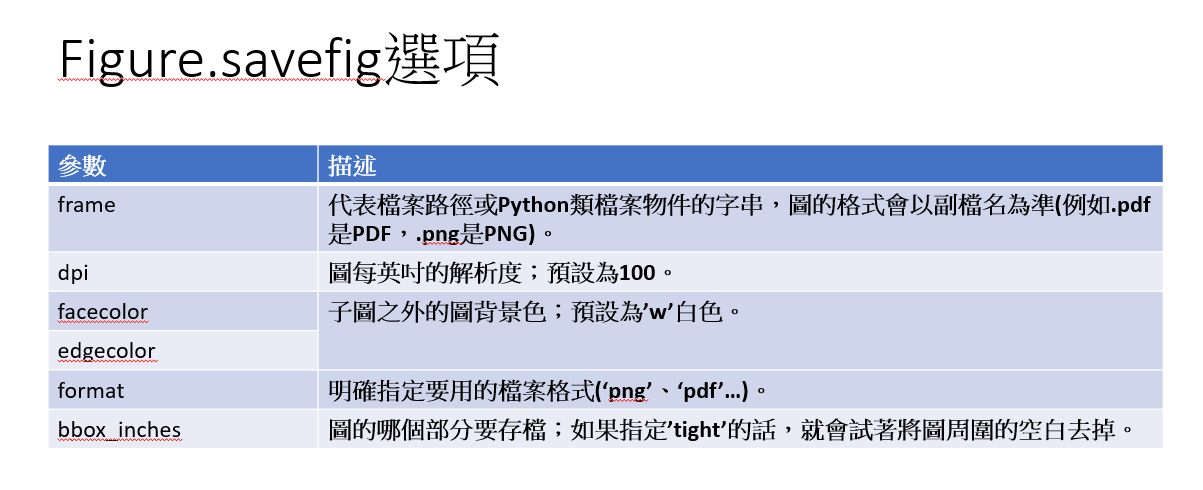 Figure.savefig選項
參數
描述
frame
代表檔案路徑或Python類檔案物件的字串，圖的格式會以副檔名為準(例如.pdf
是PDF，.png是PNG)。
dpi
圖每英吋的解析度；預設為100。
facecolor
子圖之外的圖背景色；預設為’w’白色。
edgecolor
format
明確指定要用的檔案格式(‘png’、‘pdf’…)。
bbox_inches
圖的哪個部分要存檔；如果指定’tight’的話，就會試著將圖周圍的空白去掉。